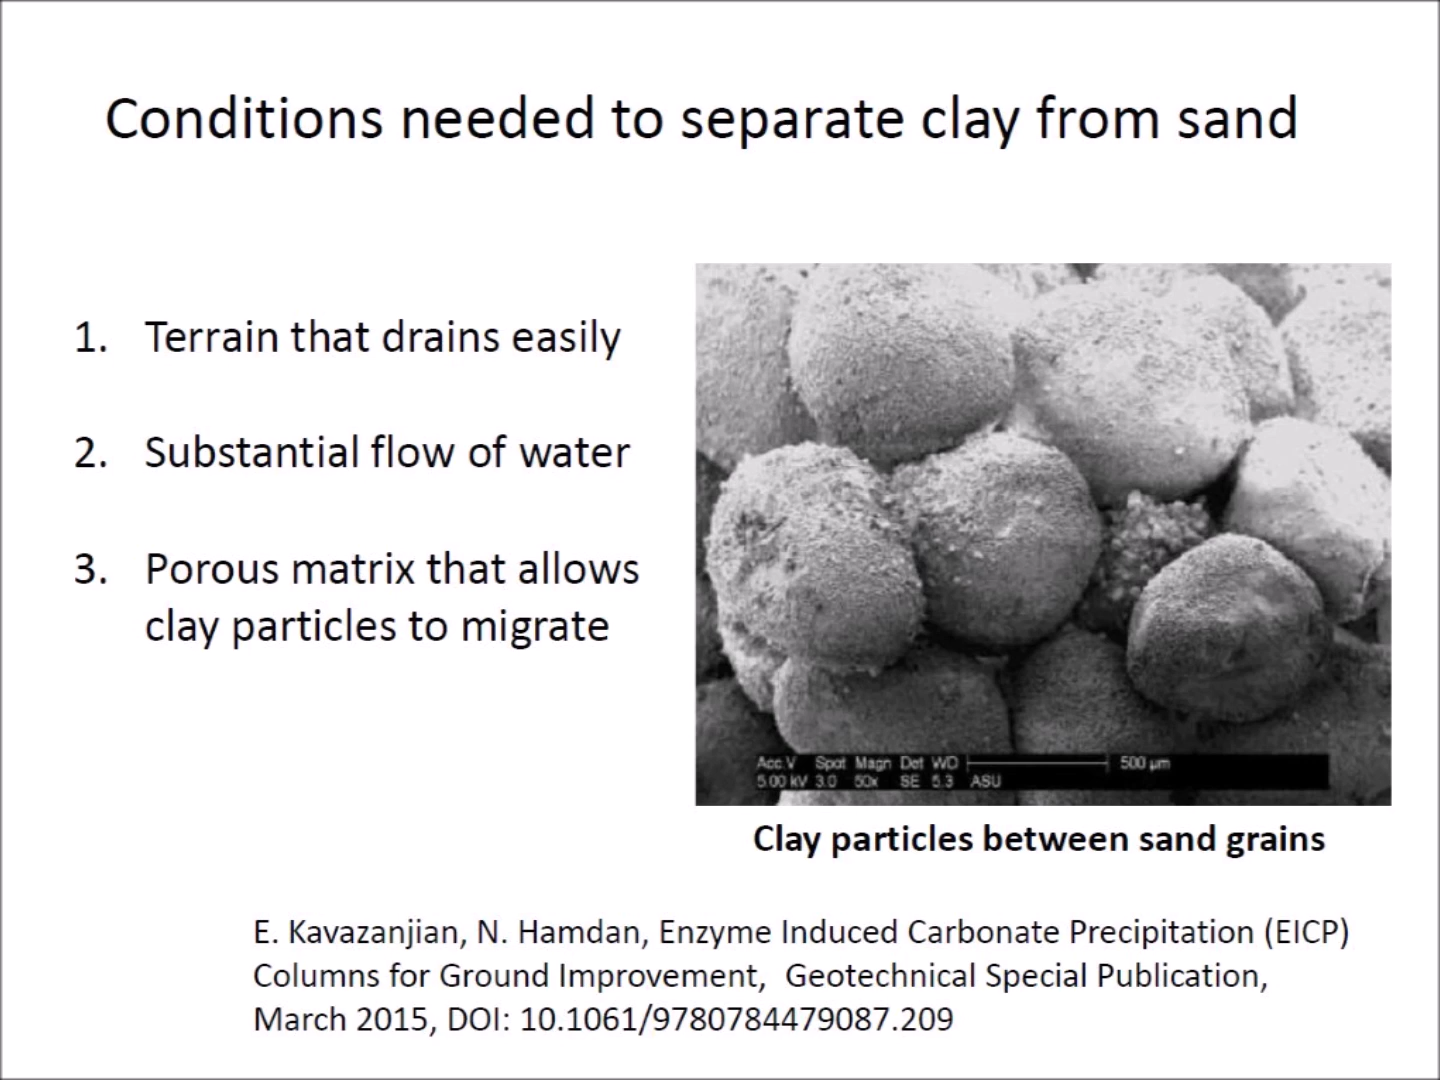 Conditions needed to separate clay from sand
1. Terrain that drains easily
2. Substantial flow of water
3. Porous matrix that allows
clay particles to migrate
Acc.V Spot Magn Det WD 500 µm
5.00 kV 3.0 50x SE 5.3 ASU
Clay particles between sand grains
E. Kavazanjian, N. Hamdan, Enzyme Induced Carbonate Precipitation (EICP)
Columns for Ground Improvement, Geotechnical Special Publication,
March 2015, DOI: 10.1061/9780784479087.209